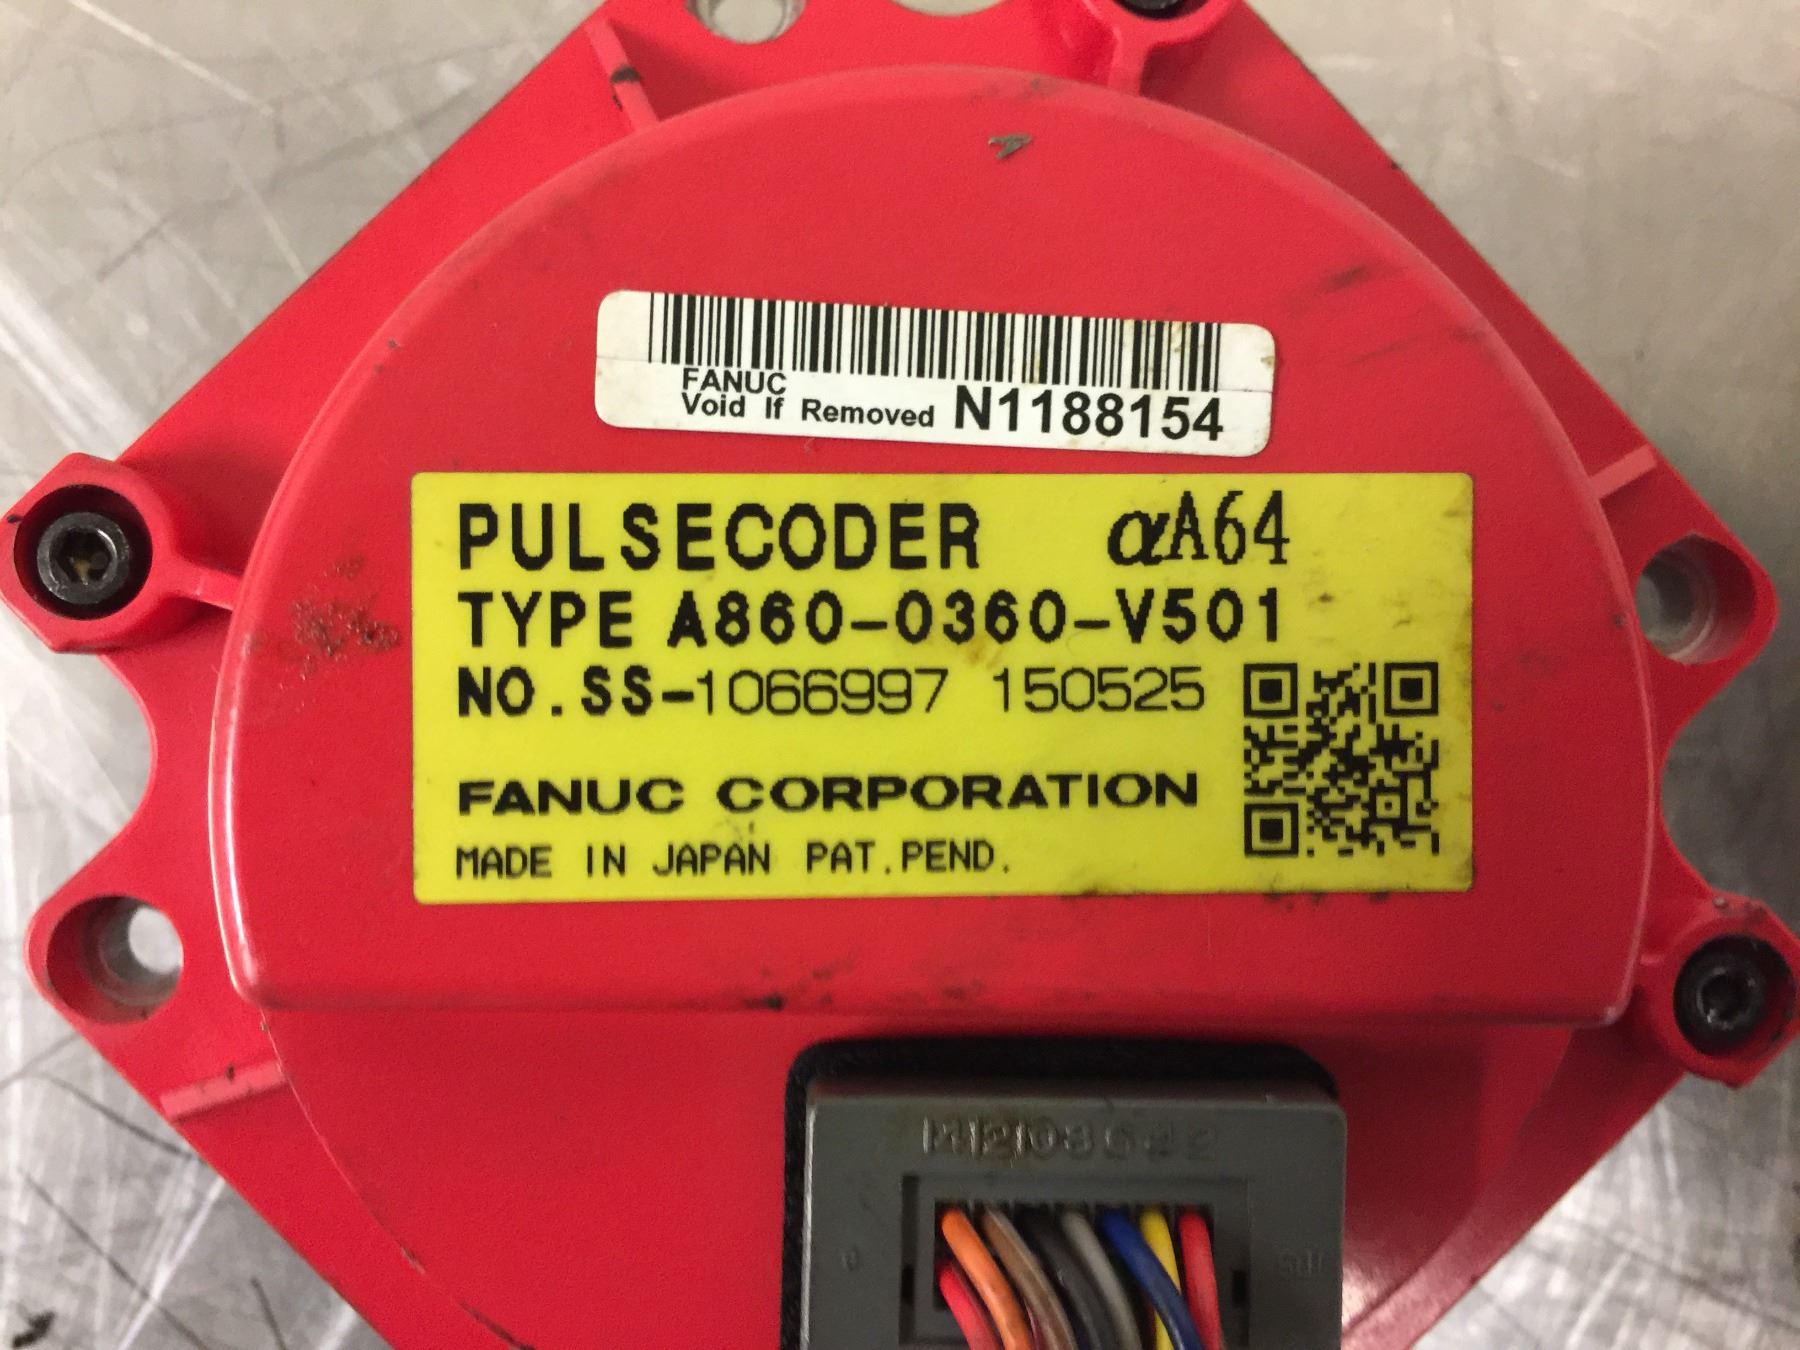 FANUC
Void If Removed N1188154
PULSECODER αA64
TYPE A860-0360-V501
NO.SS-1066997 150525
FANUC CORPORATION
MADE IN JAPAN PAT.PEND.